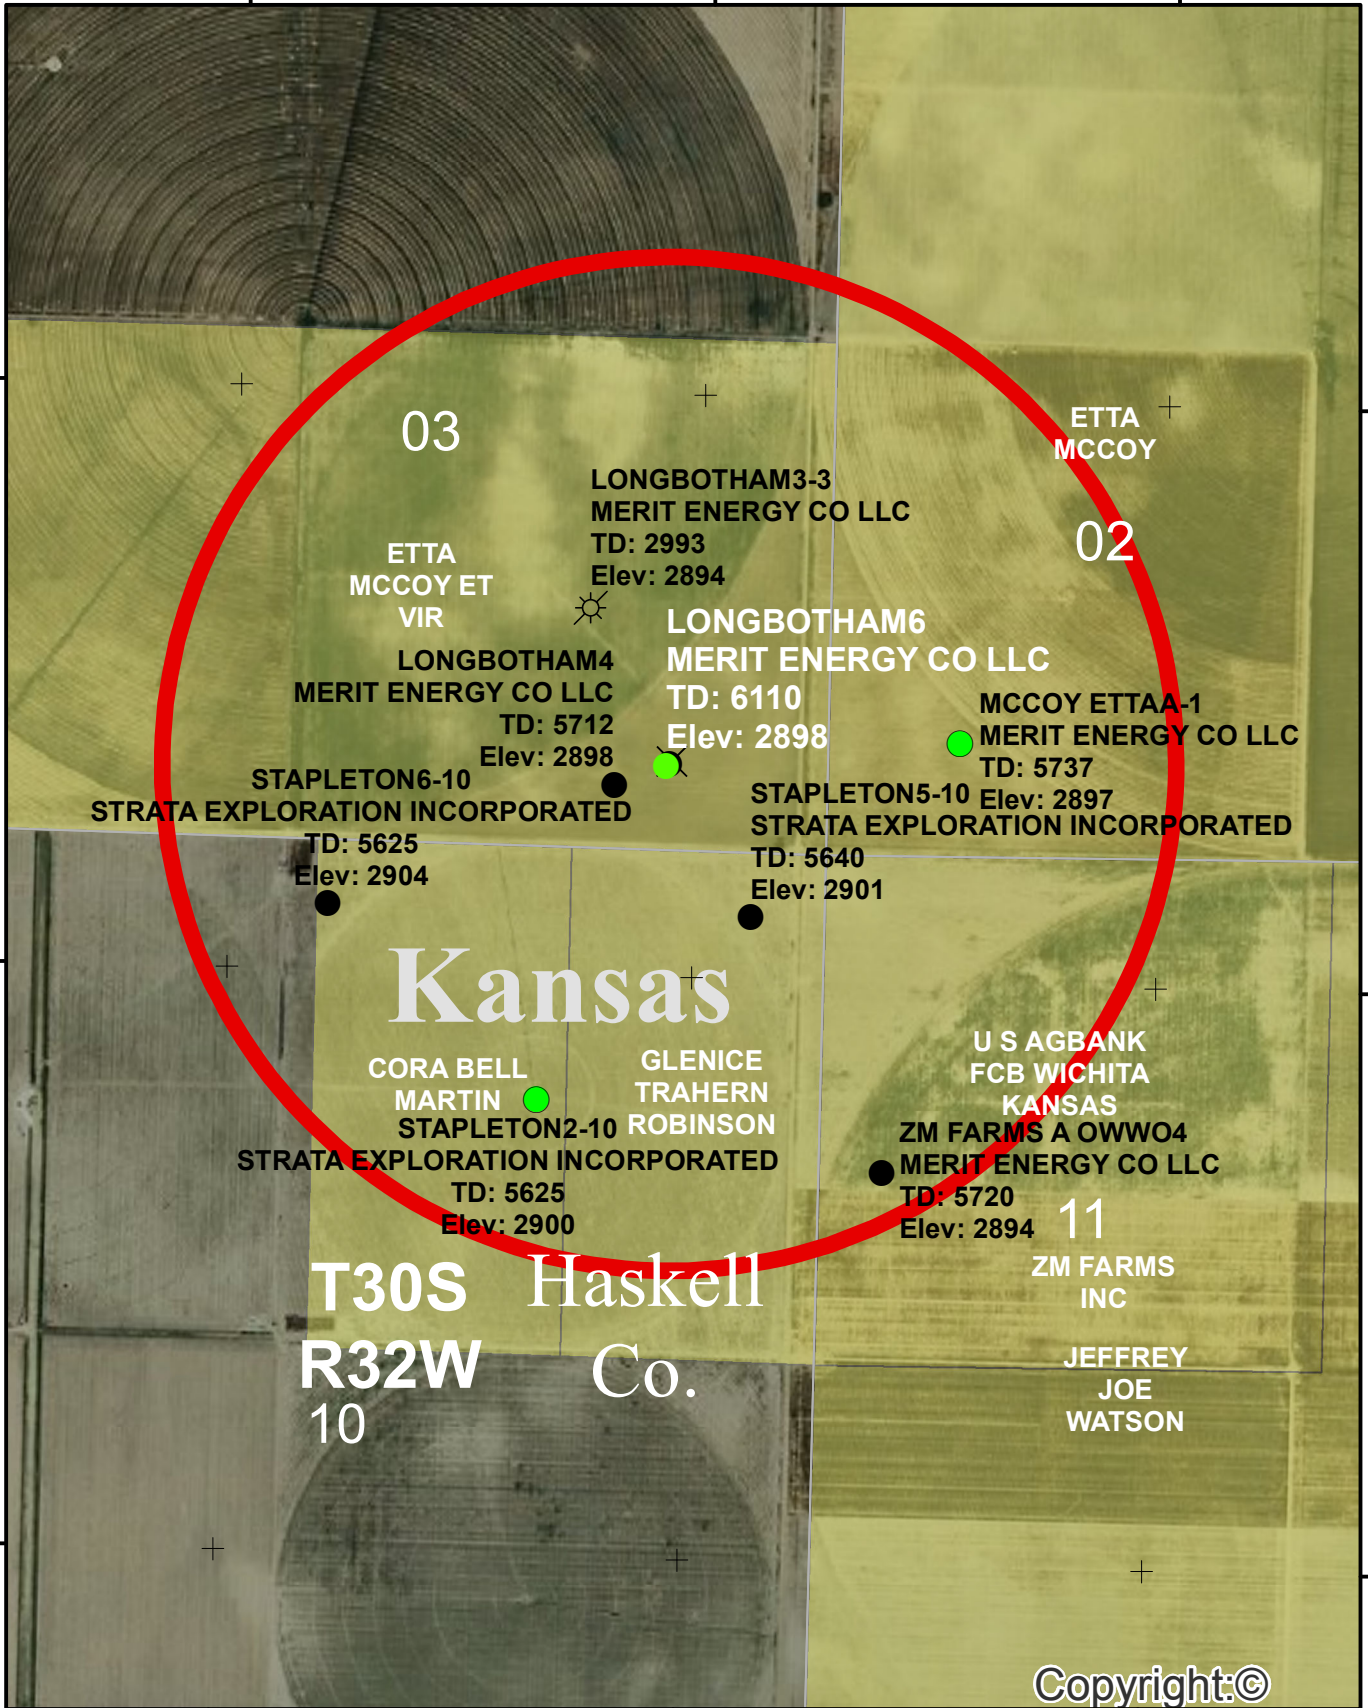 03
ETTA
MCCOY
02
LONGBOTHAM3-3
MERIT ENERGY CO LLC
TD: 2993
Elev: 2894
ETTA
MCCOY ET
VIR
LONGBOTHAM6
MERIT ENERGY CO LLC
TD: 6110
Elev: 2898
LONGBOTHAM4
MERIT ENERGY CO LLC
TD: 5712
Elev: 2898
MCCOY ETTAA-1
MERIT ENERGY CO LLC
TD: 5737
Elev: 2897
STAPLETON6-10
STRATA EXPLORATION INCORPORATED
TD: 5625
Elev: 2904
STAPLETON5-10
STRATA EXPLORATION INCORPORATED
TD: 5640
Elev: 2901
Kansas
CORA BELL
MARTIN
GLENICE
TRAHERN
ROBINSON
U S AGBANK
FCB WICHITA
KANSAS
STAPLETON2-10
STRATA EXPLORATION INCORPORATED
TD: 5625
Elev: 2900
ZM FARMS A OWWO4
MERIT ENERGY CO LLC
TD: 5720
Elev: 2894
11
ZM FARMS
INC
T30S
R32W
10
Haskell
Co.
JEFFREY
JOE
WATSON
Copyright:©